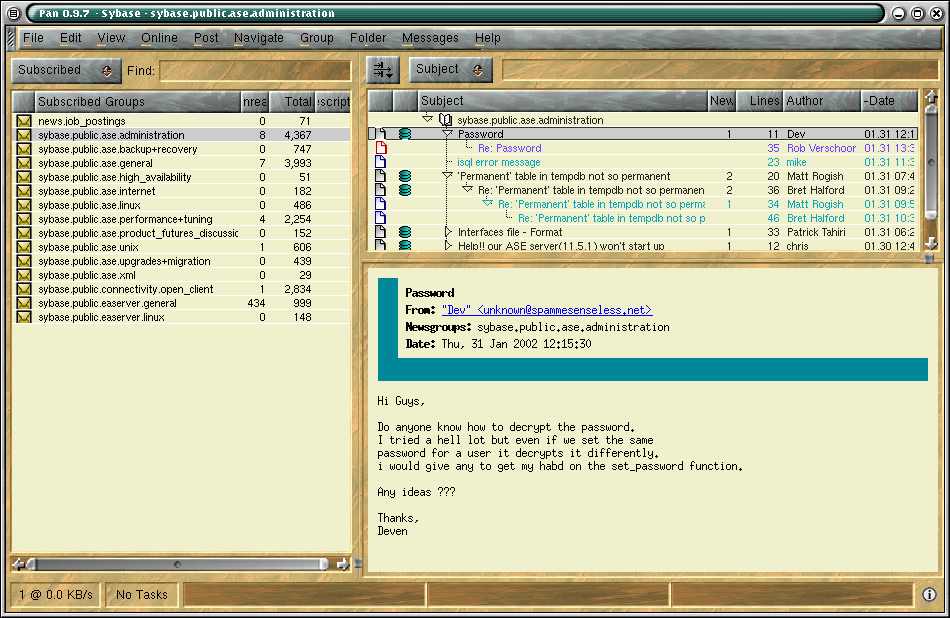 Pan 0.9.7 - Sybase - sybase.public.ase.administration
File Edit View Online Post Navigate Group Folder Messages Help
Subscribed Find: Subject
Subscribed Groups nrea Total script
news.job_postings 0 71
sybase.public.ase.administration 8 4,367
sybase.public.ase.backup+recovery 0 747
sybase.public.ase.general 7 3,993
sybase.public.ase.high_availability 0 51
sybase.public.ase.internet 0 182
sybase.public.ase.linux 0 486
sybase.public.ase.performance+tuning 4 2,254
sybase.public.ase.product_futures_discussic 0 152
sybase.public.ase.unix 1 606
sybase.public.ase.upgrades+migration 0 439
sybase.public.ase.xml 0 29
sybase.public.connectivity.open_client 1 2,834
sybase.public.easerver.general 434 999
sybase.public.easerver.linux 0 148
Subject New Lines Author -Date
sybase.public.ase.administration
Password 1 11 Dev 01.31 12:1
Re: Password 35 Rob Verschoor 01.31 13:3
isql error message 23 mike 01.31 11:3
'Permanent' table in tempdb not so permanent 2 20 Matt Rogish 01.31 07:4
Re: 'Permanent' table in tempdb not so permanen 2 36 Bret Halford 01.31 09:2
Re: 'Permanent' table in tempdb not so perma 1 34 Matt Rogish 01.31 09:5
Re: 'Permanent' table in tempdb not so p 46 Bret Halford 01.31 10:3
Interfaces file - Format 1 33 Patrick Tahiri 01.31 06:2
Help!! our ASE server(11.5.1) won't start up 1 12 chris 01.30 12:4
Password
From: "Dev" <unknown@spammesenseless.net>
Newsgroups: sybase.public.ase.administration
Date: Thu, 31 Jan 2002 12:15:30
Hi Guys,
Do anyone know how to decrypt the password.
I tried a hell lot but even if we set the same
password for a user it decrypts it differently.
i would give any to get my habd on the set_password function.
Any ideas ???
Thanks,
Deven
1 @ 0.0 KB/s No Tasks